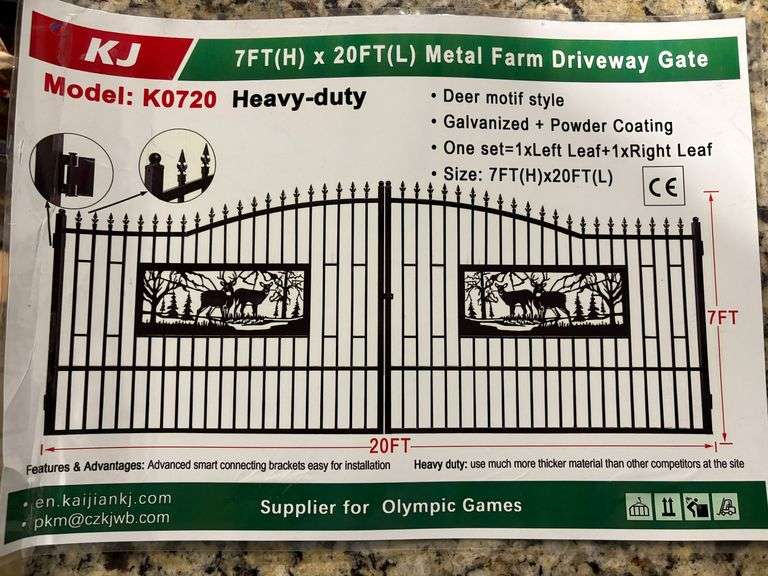 KJ
7FT(H) x 20FT(L) Metal Farm Driveway Gate
Model: K0720 Heavy-duty
• Deer motif style
• Galvanized + Powder Coating
• One set=1xLeft Leaf+1xRight Leaf
• Size: 7FT(H)x20FT(L)
CE
7FT
20FT
Features & Advantages: Advanced smart connecting brackets easy for installation
Heavy duty: use much more thicker material than other competitors at the site
• en.kaijiankj.com
• pkm@czkjwb.com
Supplier for Olympic Games